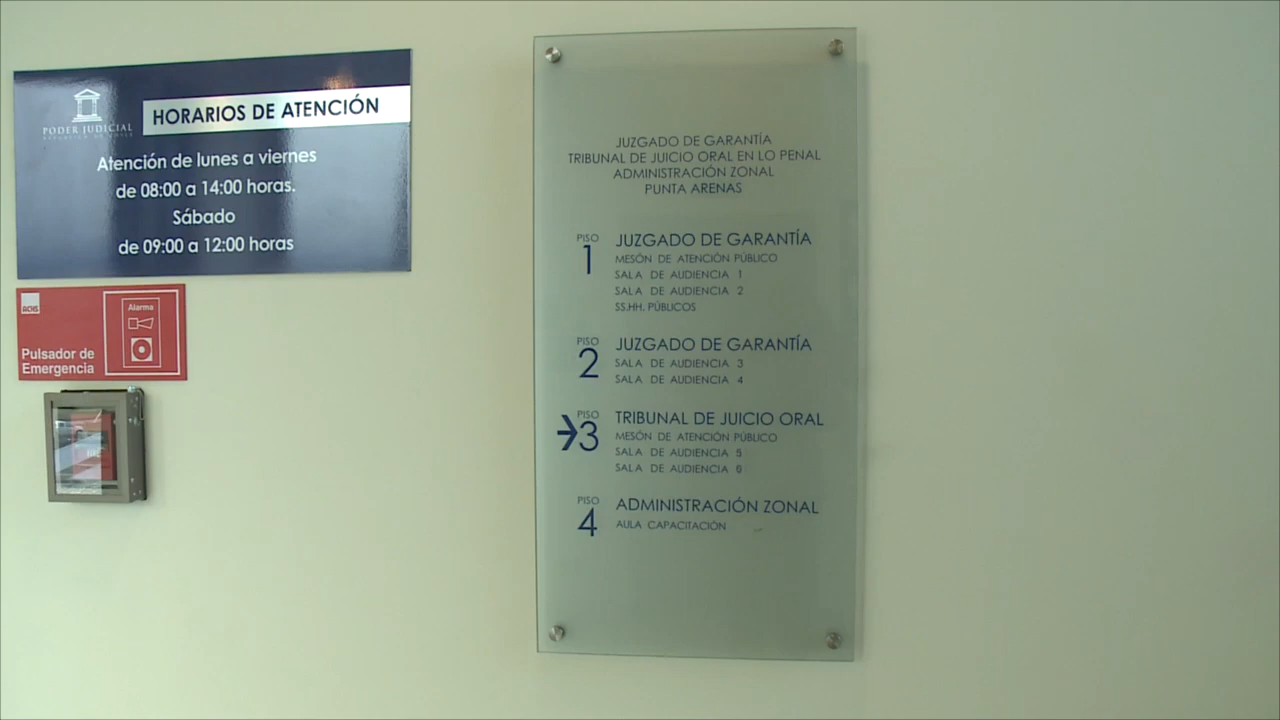 PODER JUDICIAL
REPÚBLICA DE CHILE
HORARIOS DE ATENCIÓN
Atención de lunes a viernes
de 08:00 a 14:00 horas.
Sábado
de 09:00 a 12:00 horas
ACHS
Alarma
Pulsador de
Emergencia
JUZGADO DE GARANTÍA
TRIBUNAL DE JUICIO ORAL EN LO PENAL
ADMINISTRACIÓN ZONAL
PUNTA ARENAS
PISO
1
JUZGADO DE GARANTÍA
MESÓN DE ATENCIÓN PÚBLICO
SALA DE AUDIENCIA 1
SALA DE AUDIENCIA 2
SS.HH. PÚBLICOS
PISO
2
JUZGADO DE GARANTÍA
SALA DE AUDIENCIA 3
SALA DE AUDIENCIA 4
PISO
3
TRIBUNAL DE JUICIO ORAL
MESÓN DE ATENCIÓN PÚBLICO
SALA DE AUDIENCIA 5
SALA DE AUDIENCIA 6
PISO
4
ADMINISTRACIÓN ZONAL
AULA CAPACITACIÓN